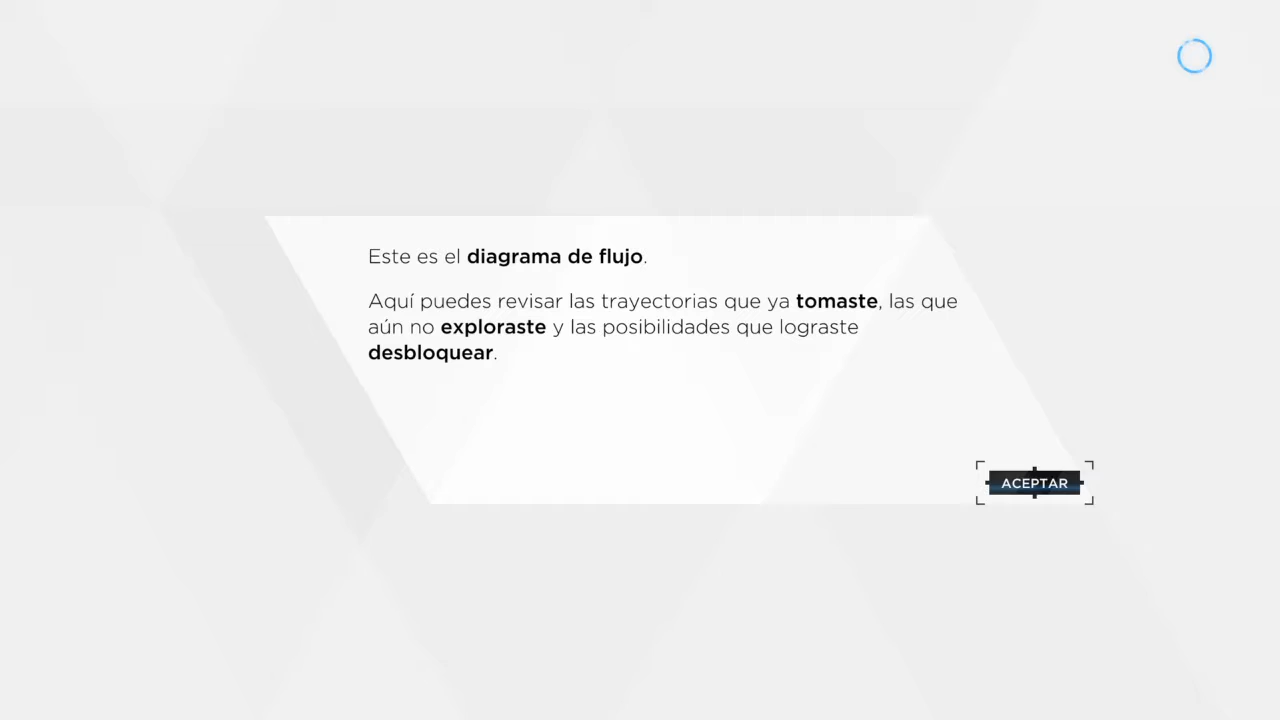 Este es el diagrama de flujo.
Aquí puedes revisar las trayectorias que ya tomaste, las que
aún no exploraste y las posibilidades que lograste
desbloquear.
ACEPTAR